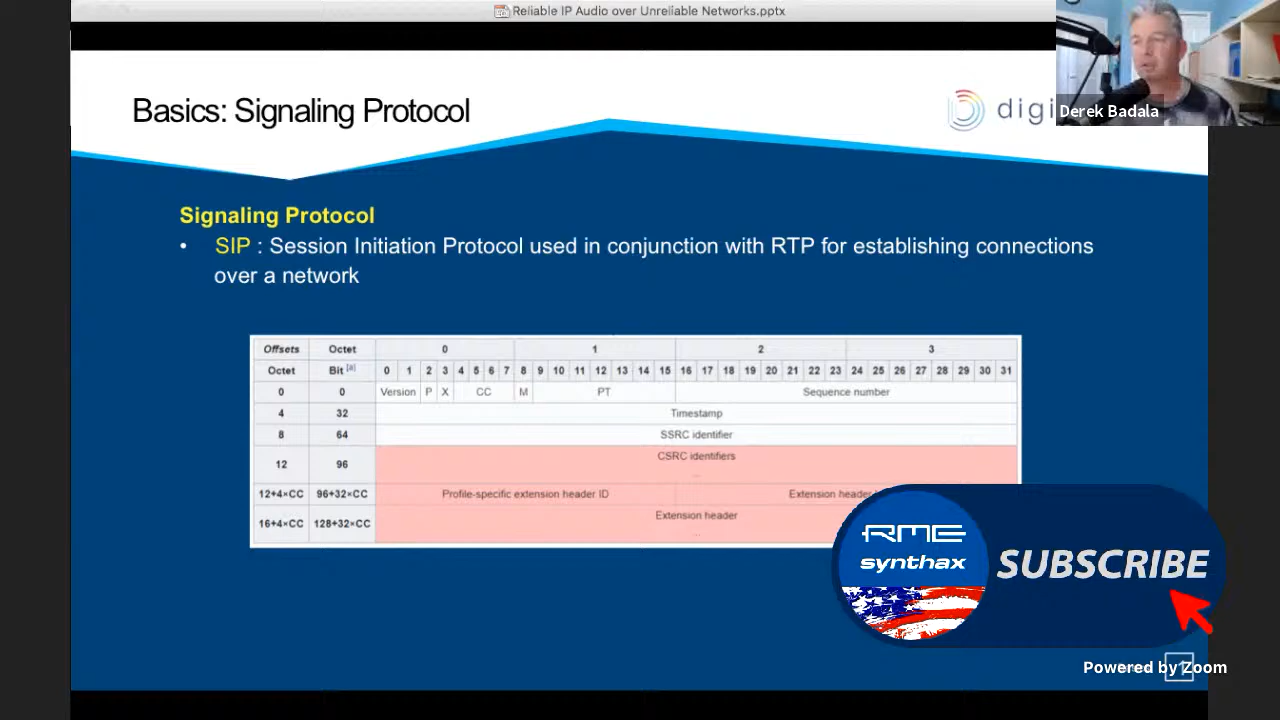 Reliable IP Audio over Unreliable Networks.pptx
Basics: Signaling Protocol
digi
Derek Badala
Signaling Protocol
• SIP : Session Initiation Protocol used in conjunction with RTP for establishing connections
over a network
Offsets Octet 0 1 2 3
Octet Bit [a] 0 1 2 3 4 5 6 7 8 9 10 11 12 13 14 15 16 17 18 19 20 21 22 23 24 25 26 27 28 29 30 31
0 0 Version P X CC M PT Sequence number
4 32 Timestamp
8 64 SSRC identifier
12 96 CSRC identifiers
...
12+4×CC 96+32×CC Profile-specific extension header ID Extension header
16+4×CC 128+32×CC Extension header
...
RME
synthax
SUBSCRIBE
Powered by Zoom